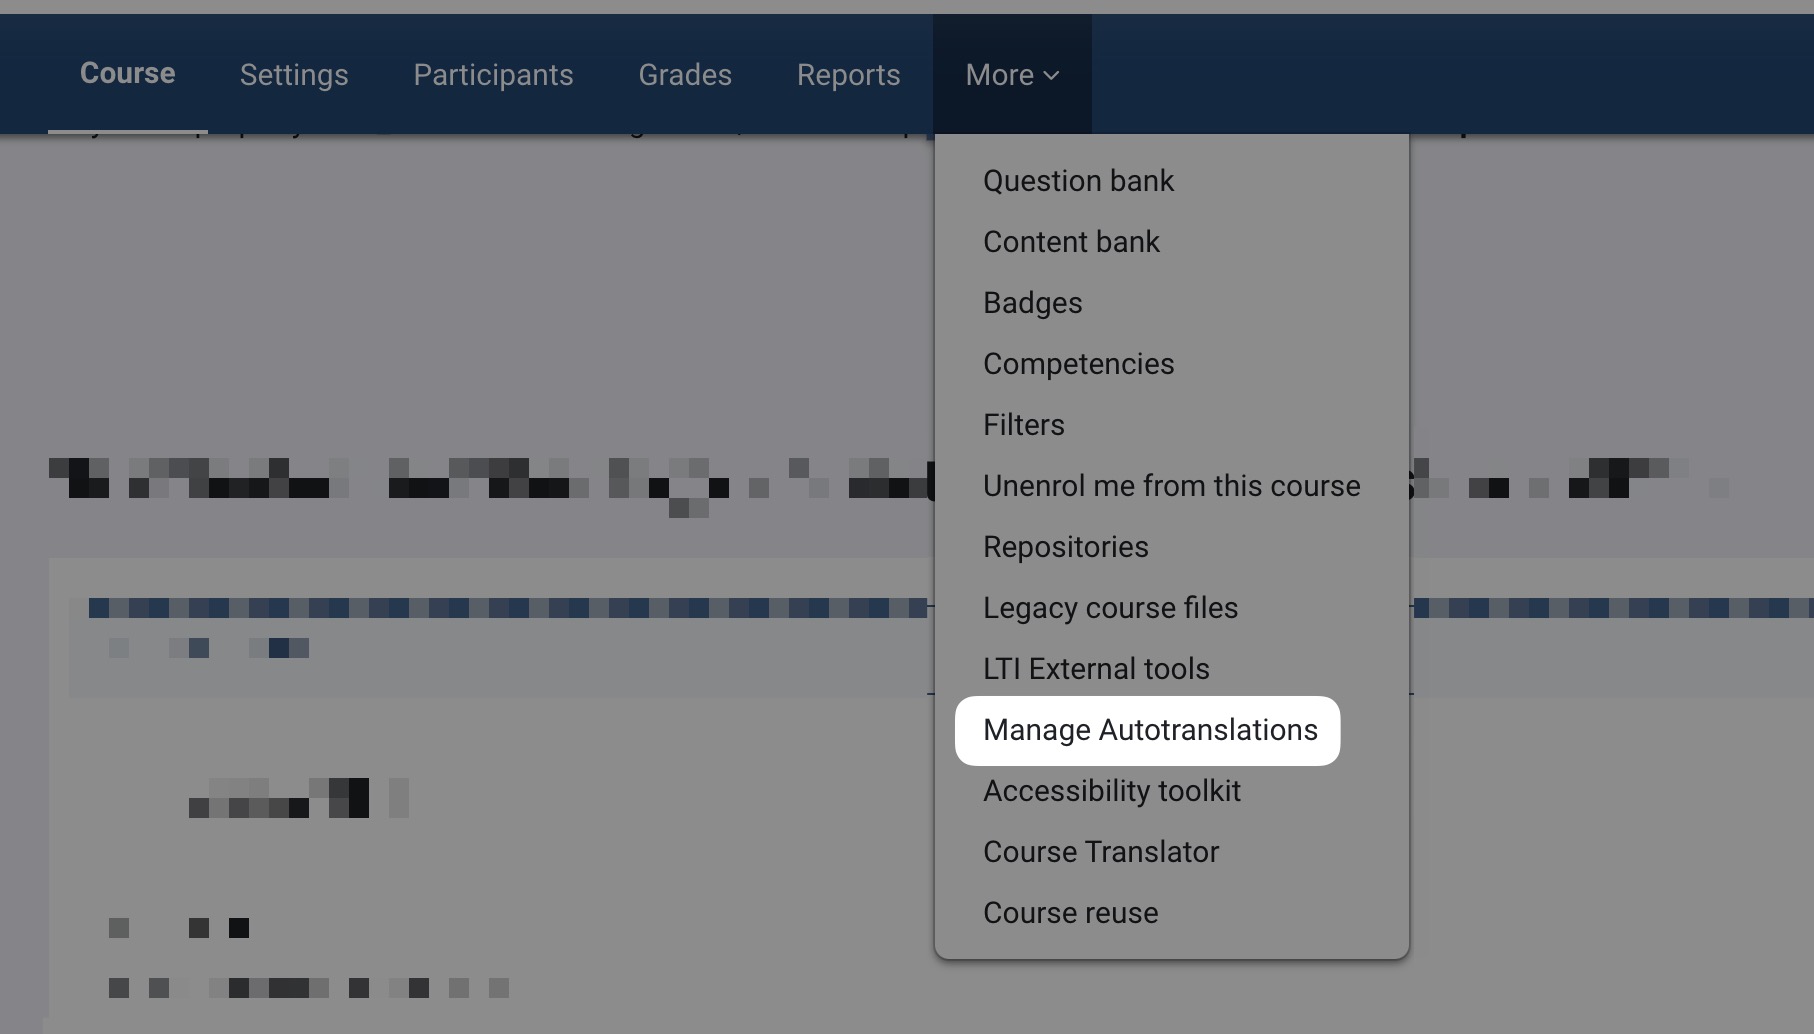 Course Settings Participants Grades Reports More
Question bank
Content bank
Badges
Competencies
Filters
Unenrol me from this course
Repositories
Legacy course files
LTI External tools
Manage Autotranslations
Accessibility toolkit
Course Translator
Course reuse